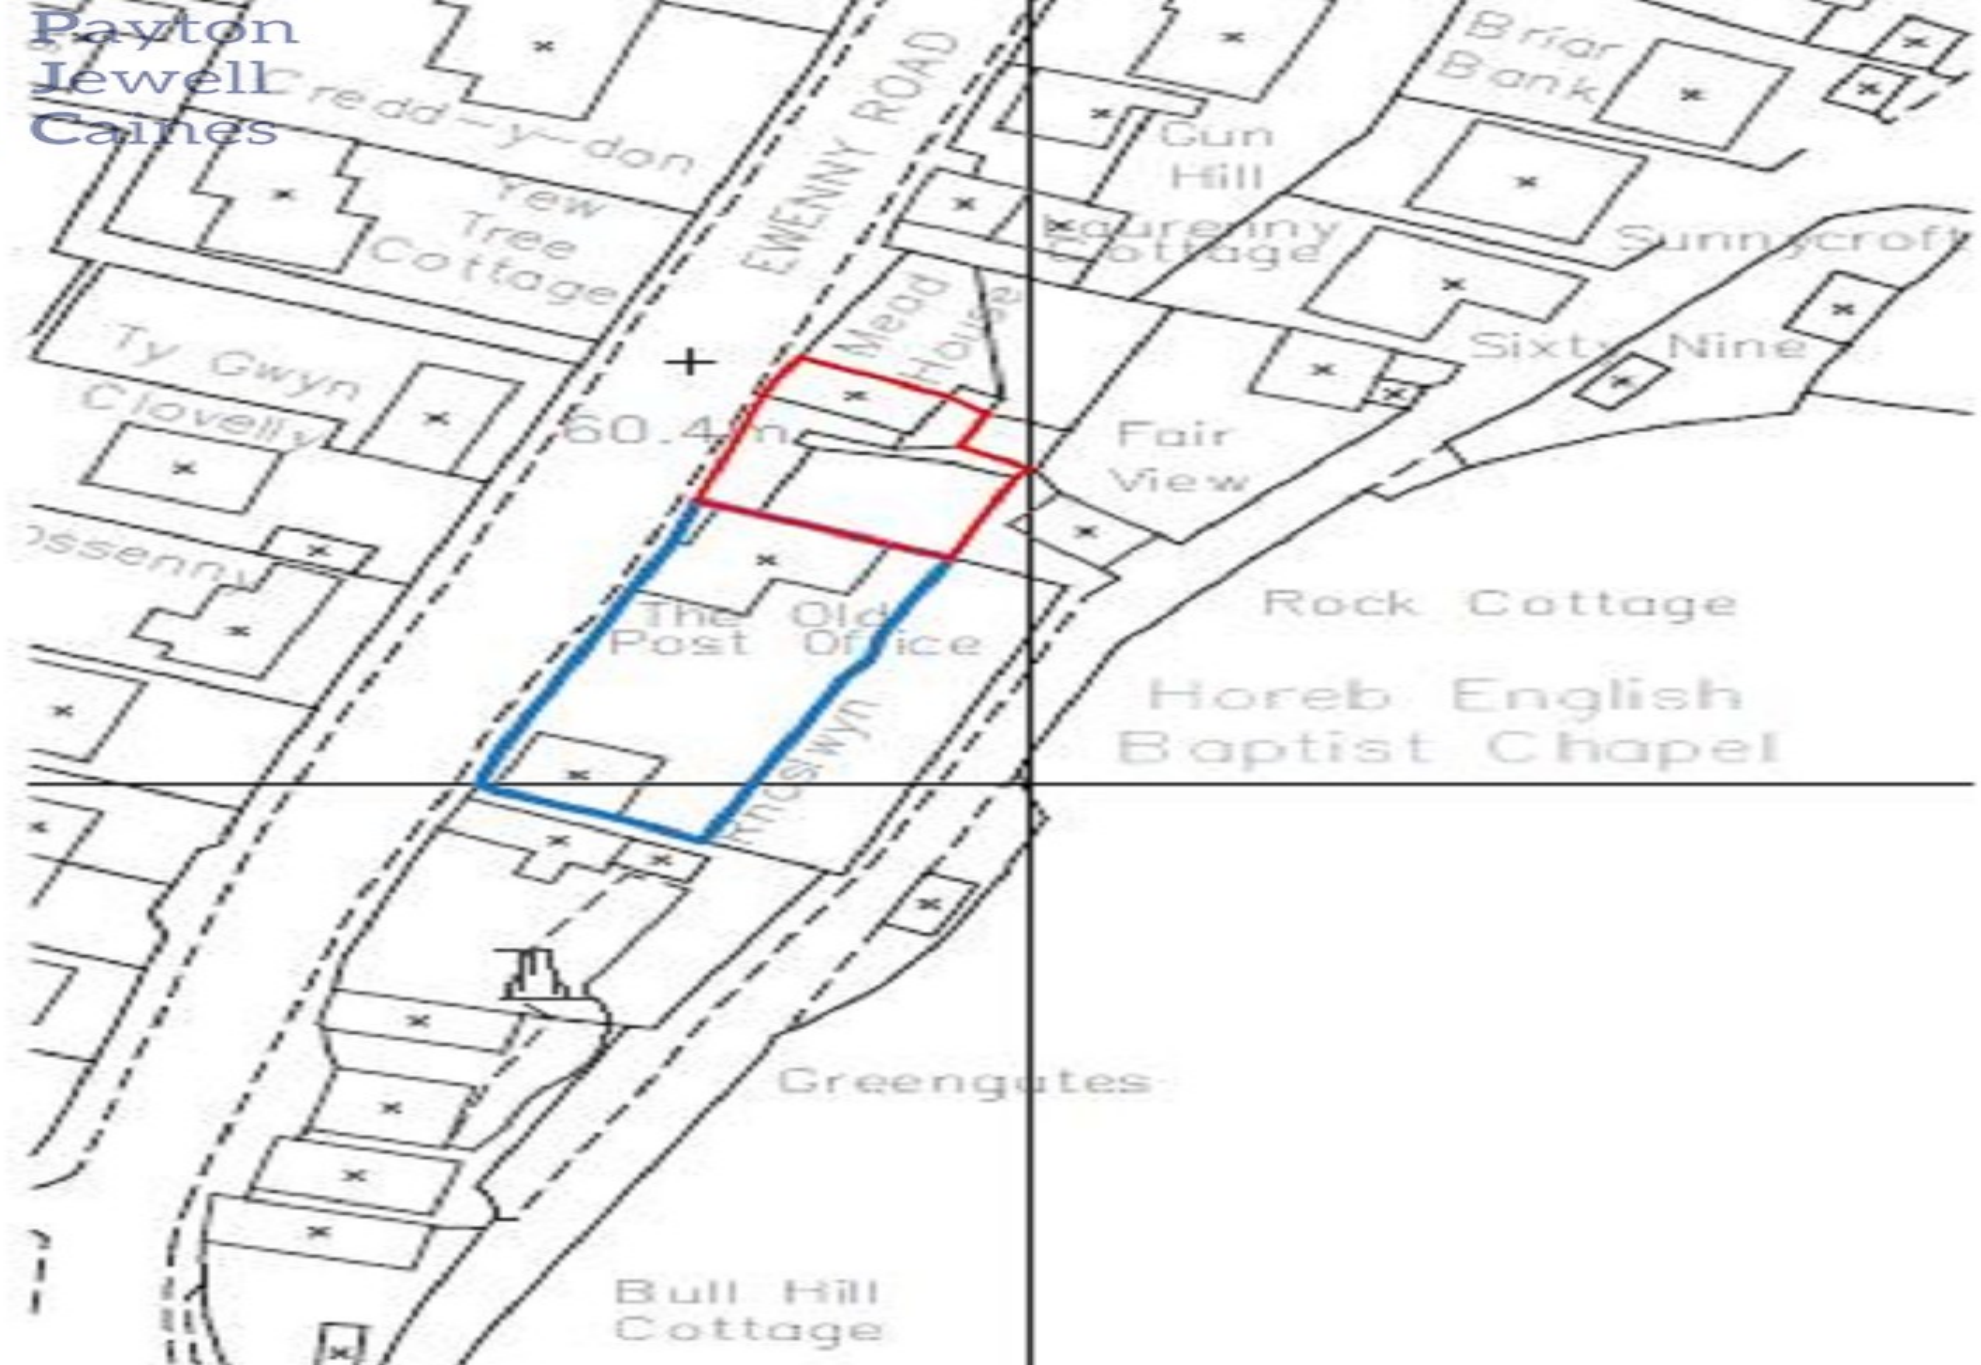 Payton
Jewell
Caines
Credd-y-don
Yew
Tree
Cottage
EWENNY ROAD
Gun
Hill
Briar
Bank
Cottage
Sunnycroft
Mead
House
Sixty Nine
Ty Gwyn
Clovelly
60.4m
Fair
View
The Old
Post Office
Rock Cottage
Horeb English
Baptist Chapel
Greengates
Bull Hill
Cottage